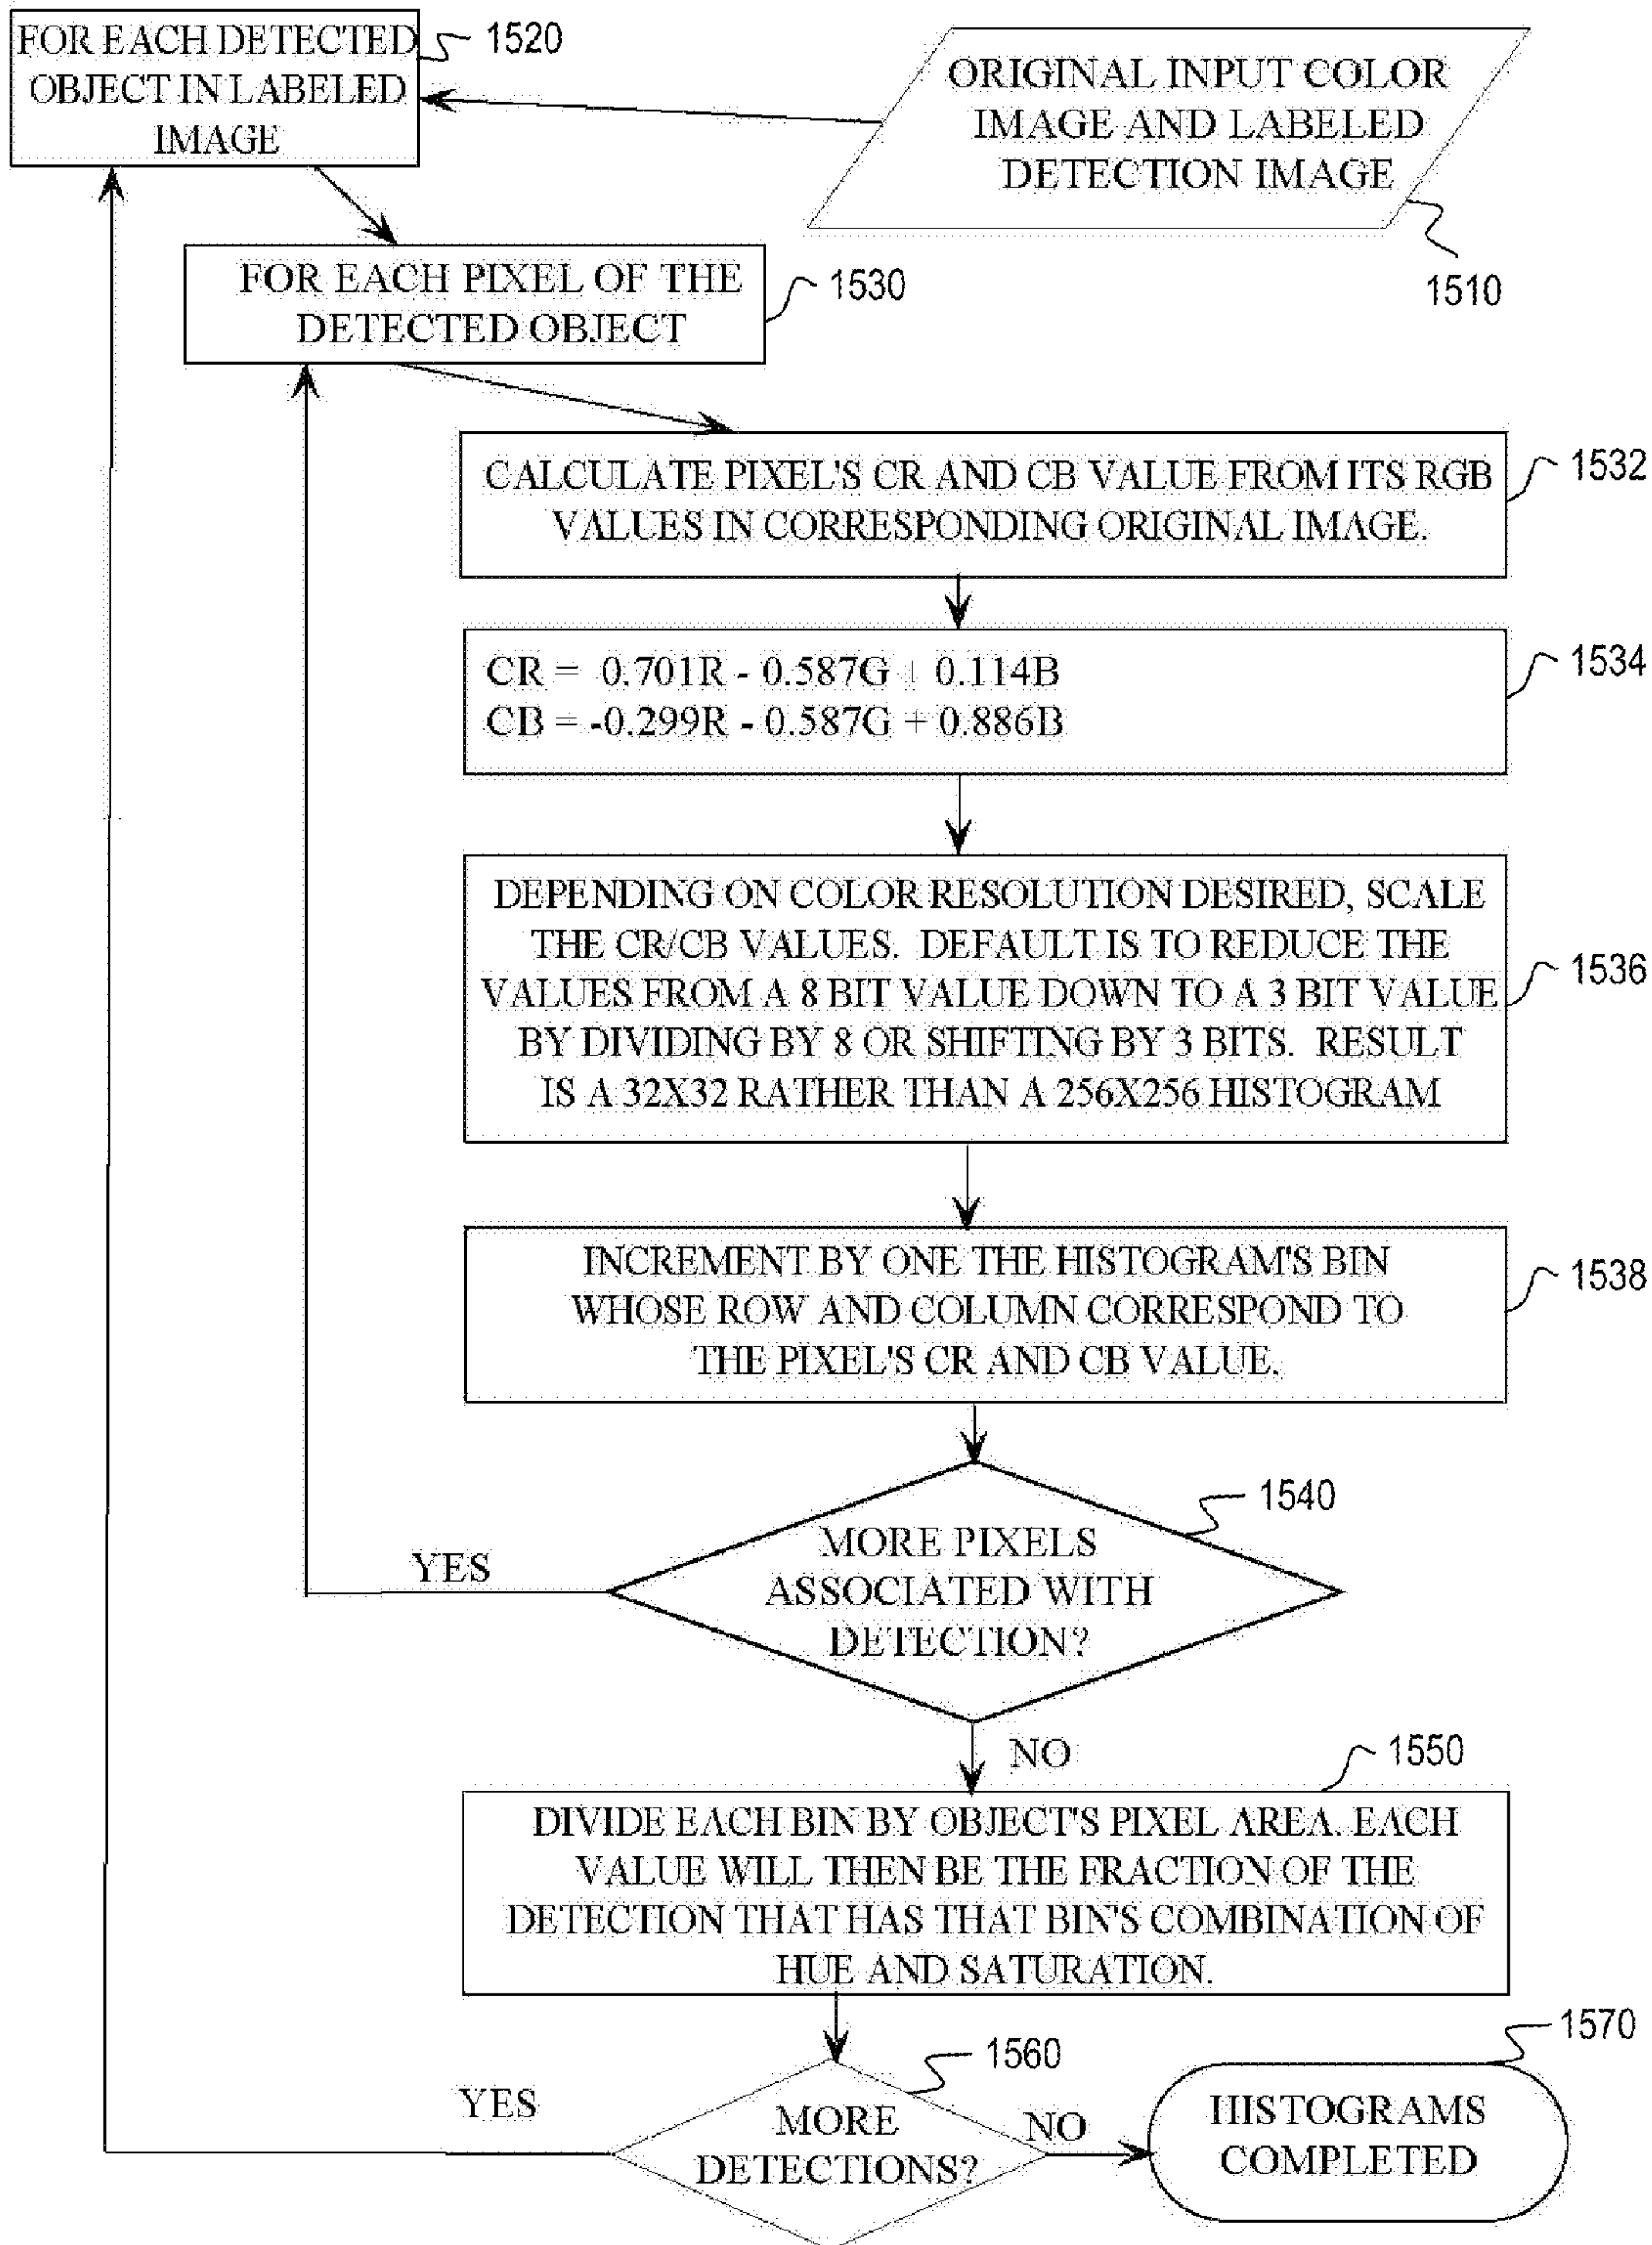 FOR EACH DETECTED
OBJECT IN LABELED
IMAGE
1520
ORIGINAL INPUT COLOR
IMAGE AND LABELED
DETECTION IMAGE
1510
FOR EACH PIXEL OF THE
DETECTED OBJECT
1530
CALCULATE PIXEL'S CR AND CB VALUE FROM ITS RGB
VALUES IN CORRESPONDING ORIGINAL IMAGE.
1532
CR = 0.701R - 0.587G + 0.114B
CB = -0.299R - 0.587G + 0.886B
1534
DEPENDING ON COLOR RESOLUTION DESIRED, SCALE
THE CR/CB VALUES. DEFAULT IS TO REDUCE THE
VALUES FROM A 8 BIT VALUE DOWN TO A 3 BIT VALUE
BY DIVIDING BY 8 OR SHIFTING BY 3 BITS. RESULT
IS A 32X32 RATHER THAN A 256X256 HISTOGRAM
1536
INCREMENT BY ONE THE HISTOGRAM'S BIN
WHOSE ROW AND COLUMN CORRESPOND TO
THE PIXEL'S CR AND CB VALUE.
1538
MORE PIXELS
ASSOCIATED WITH
DETECTION?
1540
YES
NO
DIVIDE EACH BIN BY OBJECT'S PIXEL AREA. EACH
VALUE WILL THEN BE THE FRACTION OF THE
DETECTION THAT HAS THAT BIN'S COMBINATION OF
HUE AND SATURATION.
1550
MORE
DETECTIONS?
1560
YES
NO
HISTOGRAMS
COMPLETED
1570